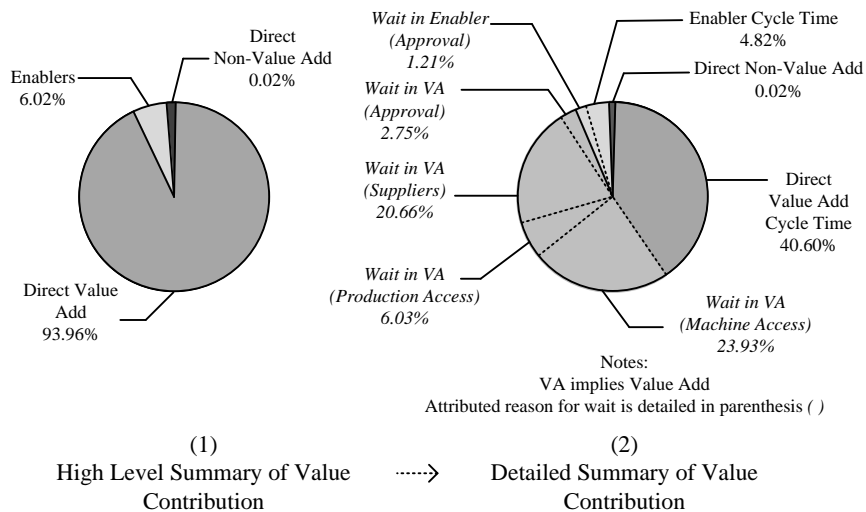 Direct
Non-Value Add
0.02%
Enablers
6.02%
Direct Value
Add
93.96%
Wait in Enabler
(Approval)
1.21%
Enabler Cycle Time
4.82%
Direct Non-Value Add
0.02%
Wait in VA
(Approval)
2.75%
Wait in VA
(Suppliers)
20.66%
Direct
Value Add
Cycle Time
40.60%
Wait in VA
(Production Access)
6.03%
Wait in VA
(Machine Access)
23.93%
Notes:
VA implies Value Add
Attributed reason for wait is detailed in parenthesis ( )
(1)
High Level Summary of Value
Contribution
(2)
Detailed Summary of Value
Contribution